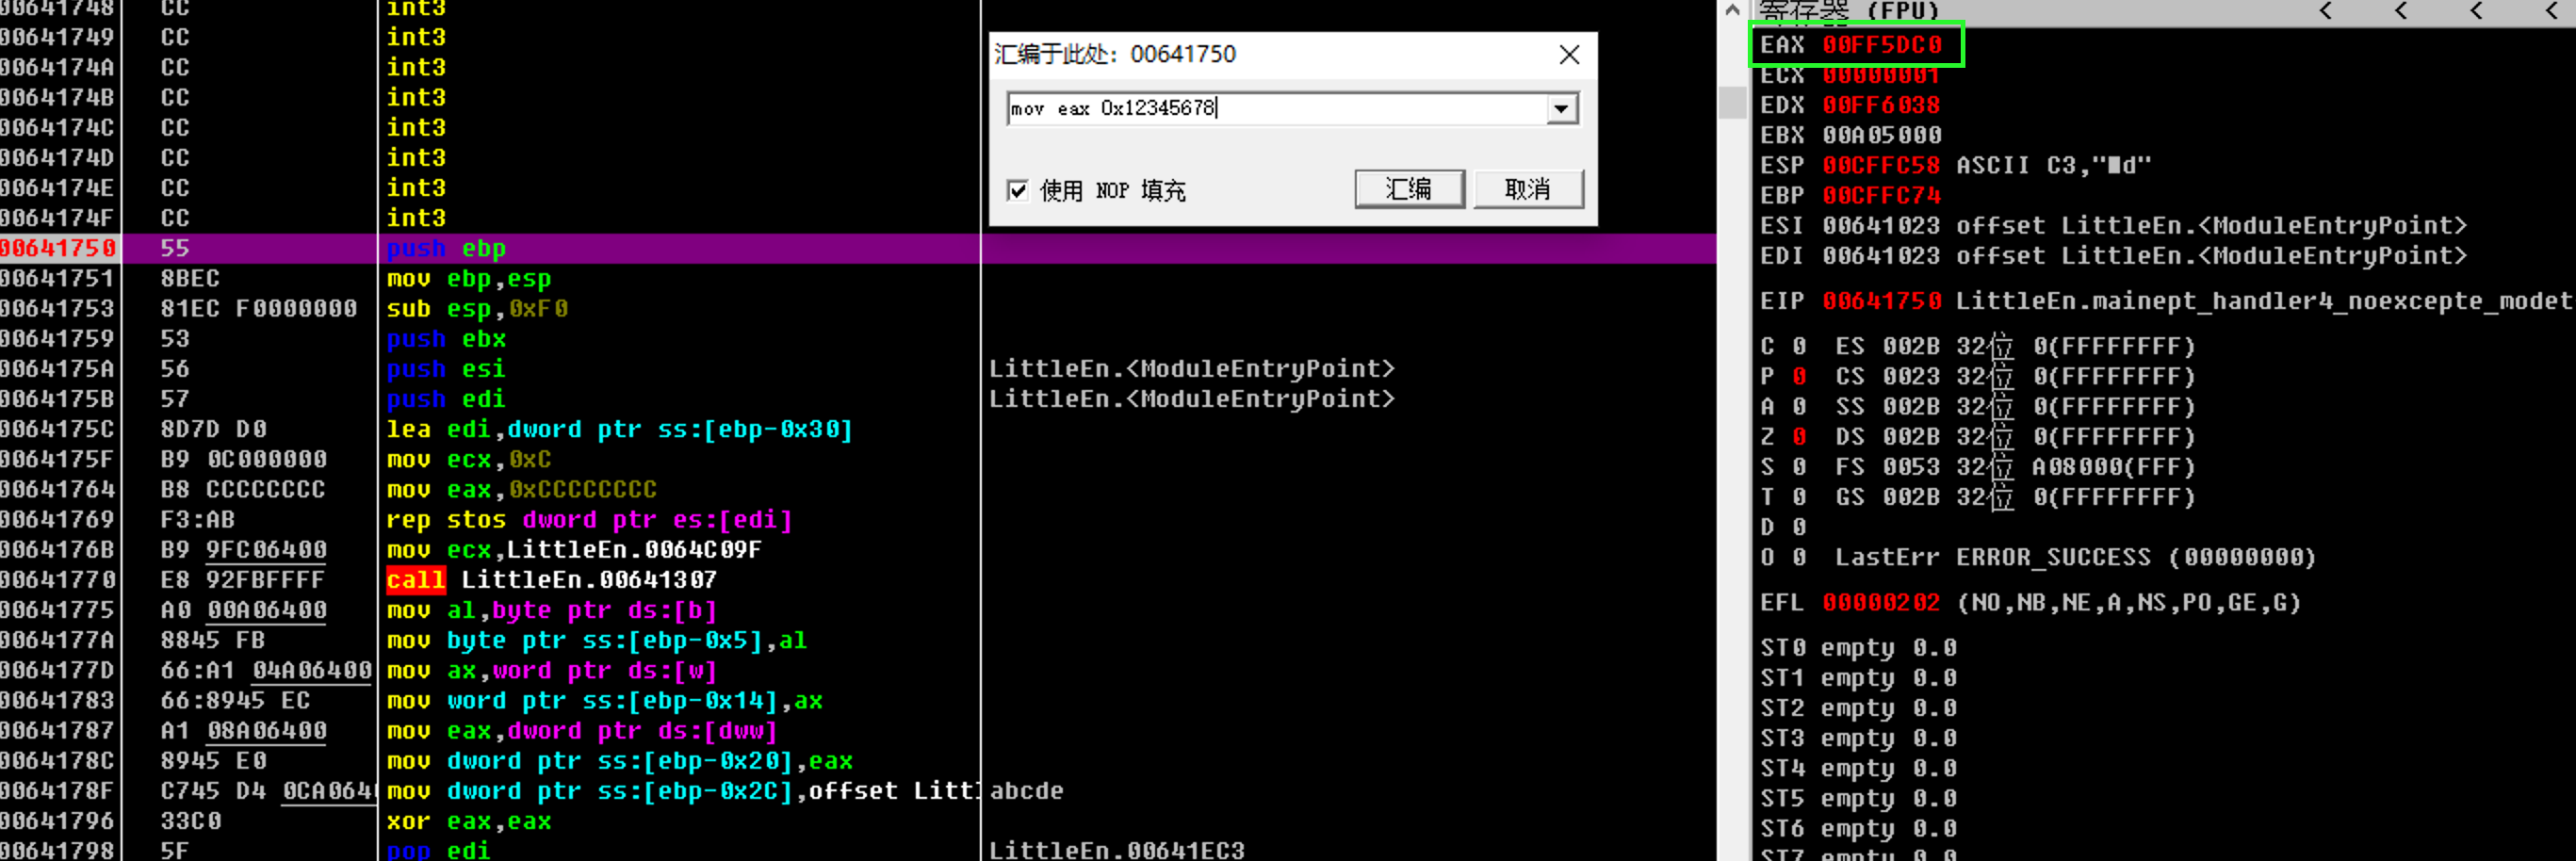 00641748 CC int3
00641749 CC int3
0064174A CC int3
0064174B CC int3
0064174C CC int3
0064174D CC int3
0064174E CC int3
0064174F CC int3
00641750 55 push ebp
00641751 8BEC mov ebp,esp
00641753 81EC F0000000 sub esp,0xF0
00641759 53 push ebx
0064175A 56 push esi LittleEn.<ModuleEntryPoint>
0064175B 57 push edi LittleEn.<ModuleEntryPoint>
0064175C 8D7D D0 lea edi,dword ptr ss:[ebp-0x30]
0064175F B9 0C000000 mov ecx,0xC
00641764 B8 CCCCCCCC mov eax,0xCCCCCCCC
00641769 F3:AB rep stos dword ptr es:[edi]
0064176B B9 9FC06400 mov ecx,LittleEn.0064C09F
00641770 E8 92FBFFFF call LittleEn.00641307
00641775 A0 00A06400 mov al,byte ptr ds:[b]
0064177A 8845 FB mov byte ptr ss:[ebp-0x5],al
0064177D 66:A1 04A06400 mov ax,word ptr ds:[w]
00641783 66:8945 EC mov word ptr ss:[ebp-0x14],ax
00641787 A1 08A06400 mov eax,dword ptr ds:[dww]
0064178C 8945 E0 mov dword ptr ss:[ebp-0x20],eax
0064178F C745 D4 0CA064 mov dword ptr ss:[ebp-0x2C],offset Littl abcde
00641796 33C0 xor eax,eax
00641798 5F pop edi LittleEn.00641EC3
汇编于此处: 00641750
mov eax 0x12345678
使用 NOP 填充
汇编 取消
寄存器 (FPU) < < < <
EAX 00FF5DC0
ECX 00000001
EDX 00FF6038
EBX 00A05000
ESP 00CFFC58 ASCII C3,"■d"
EBP 00CFFC74
ESI 00641023 offset LittleEn.<ModuleEntryPoint>
EDI 00641023 offset LittleEn.<ModuleEntryPoint>
EIP 00641750 LittleEn.mainept_handler4_noexcepte_modet
C 0 ES 002B 32位 0(FFFFFFFF)
P 0 CS 0023 32位 0(FFFFFFFF)
A 0 SS 002B 32位 0(FFFFFFFF)
Z 0 DS 002B 32位 0(FFFFFFFF)
S 0 FS 0053 32位 A08000(FFF)
T 0 GS 002B 32位 0(FFFFFFFF)
D 0
O 0 LastErr ERROR_SUCCESS (00000000)
EFL 00000202 (NO,NB,NE,A,NS,PO,GE,G)
ST0 empty 0.0
ST1 empty 0.0
ST2 empty 0.0
ST3 empty 0.0
ST4 empty 0.0
ST5 empty 0.0
ST6 empty 0.0
ST7 empty 0.0